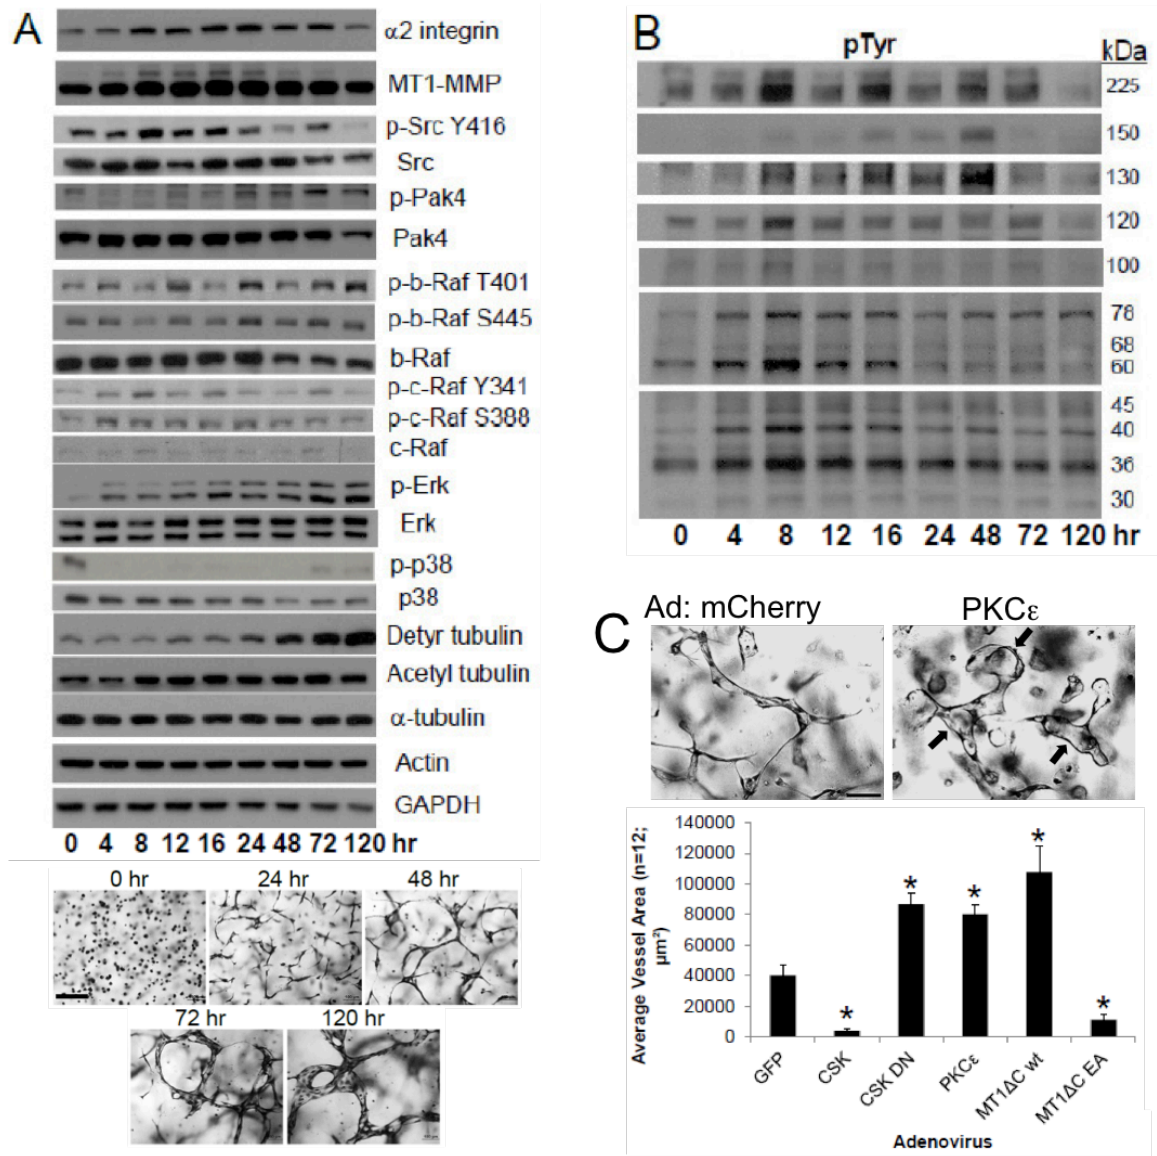 A
α2 integrin
MT1-MMP
p-Src Y416
Src
p-Pak4
Pak4
p-b-Raf T401
p-b-Raf S445
b-Raf
p-c-Raf Y341
p-c-Raf S388
c-Raf
p-Erk
Erk
p-p38
p38
Detyr tubulin
Acetyl tubulin
α-tubulin
Actin
GAPDH
0 4 8 12 16 24 48 72 120 hr
0 hr 24 hr 48 hr
72 hr 120 hr
B
pTyr
kDa
225
150
130
120
100
78
68
60
45
40
36
30
0 4 8 12 16 24 48 72 120 hr
C
Ad: mCherry PKCε
Average Vessel Area (n=12;
µm²)
140000
120000
100000
80000
60000
40000
20000
0
* * * * *
GFP
CSK
CSK DN
PKCε
MT1ΔC wt
MT1ΔC EA
Adenovirus